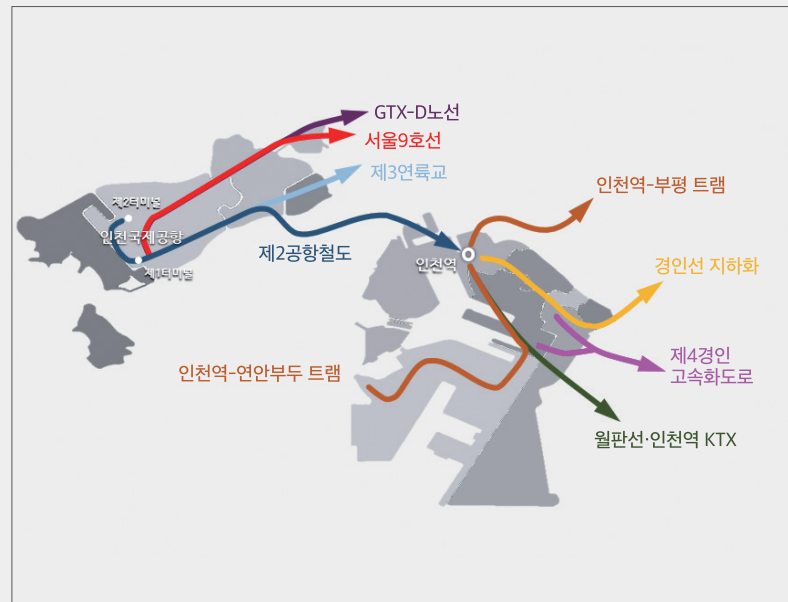 GTX-D노선
서울9호선
제3연륙교
인천역-부평 트램
제2터미널
인천국제공항
제1터미널
제2공항철도
인천역
경인선 지하화
인천역-연안부두 트램
제4경인
고속화도로
월판선·인천역 KTX